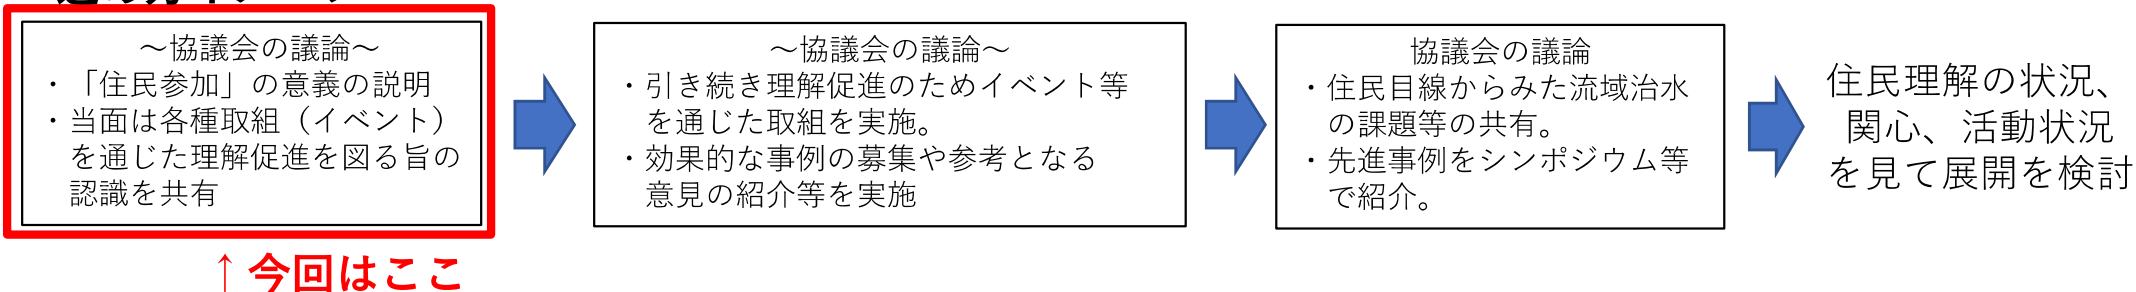 ～協議会の議論～
・「住民参加」の意義の説明
・当面は各種取組（イベント）
を通じた理解促進を図る旨の
認識を共有
↑今回はここ
～協議会の議論～
・引き続き理解促進のためイベント等
を通じた取組を実施。
・効果的な事例の募集や参考となる
意見の紹介等を実施
協議会の議論
・住民目線からみた流域治水
の課題等の共有。
・先進事例をシンポジウム等
で紹介。
住民理解の状況、
関心、活動状況
を見て展開を検討